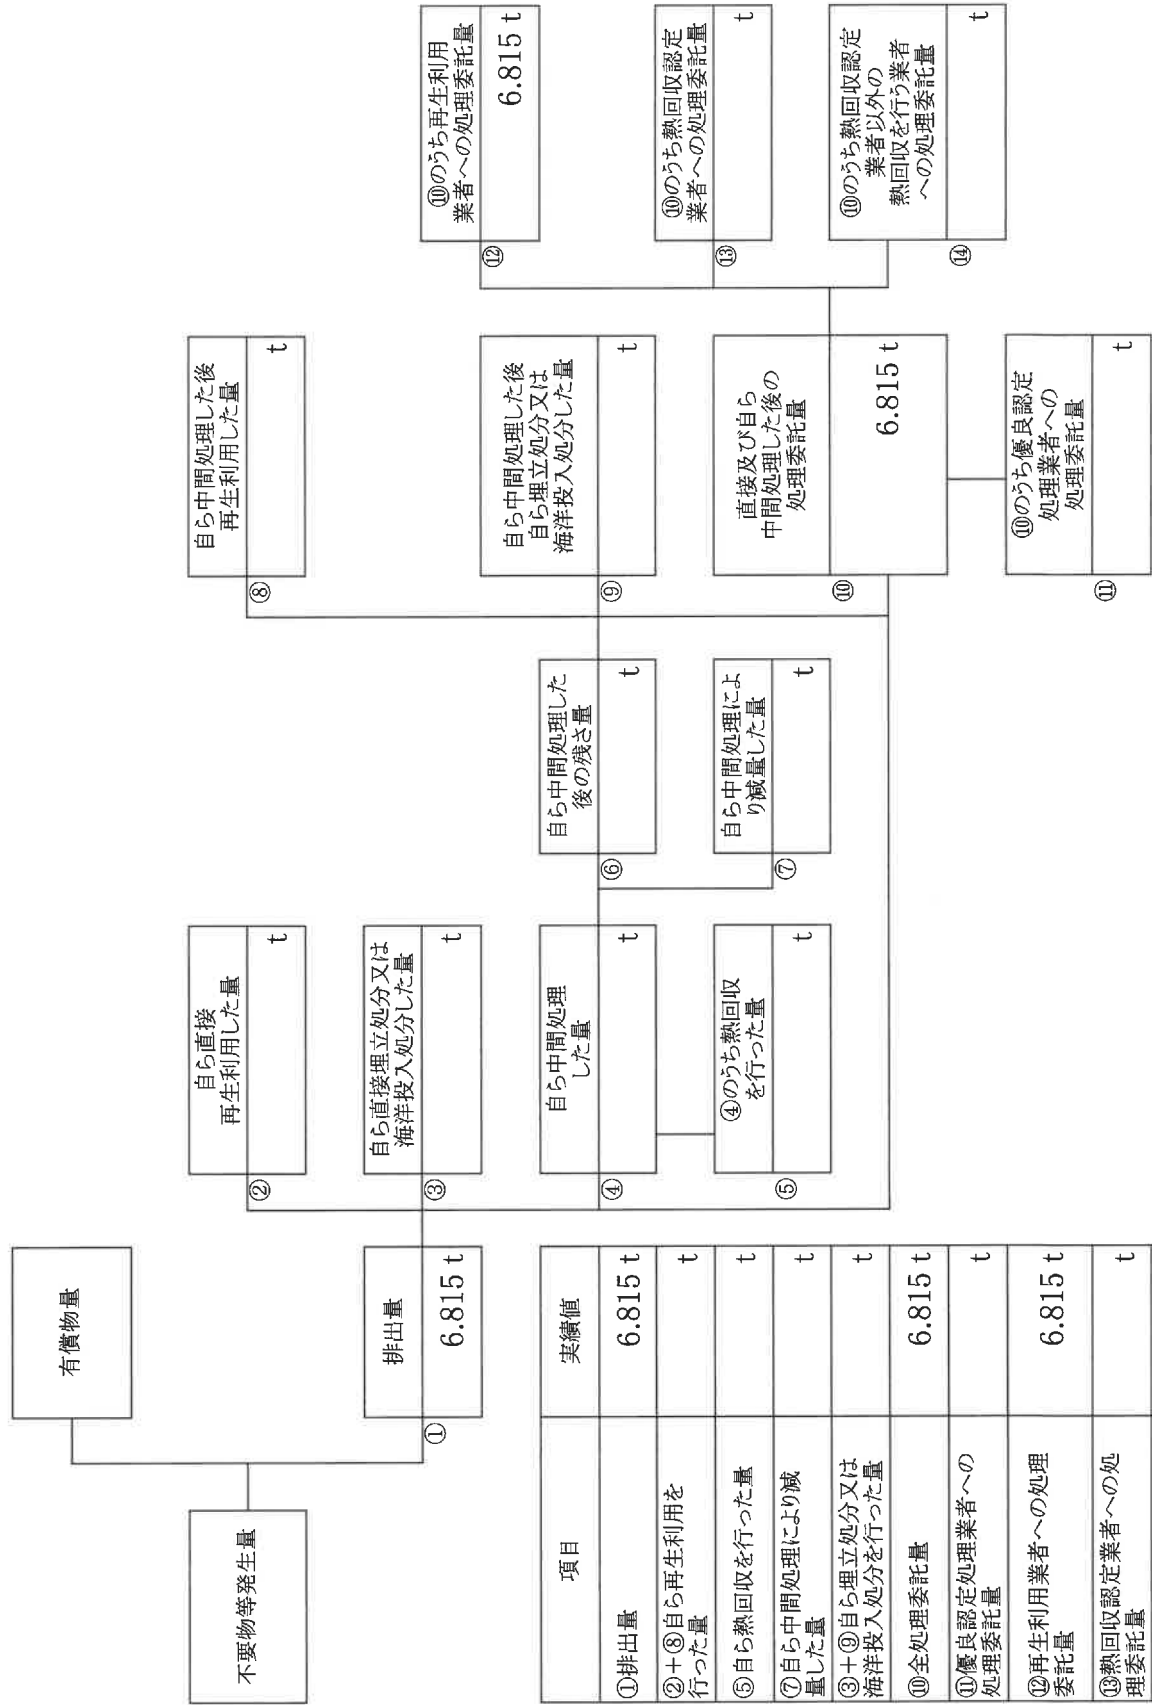 不要物等発生量
有償物量
①
排出量
6.815 t
②
自ら直接
再生利用した量
t
③
自ら直接埋立処分又は
海洋投入処分した量
t
④
自ら中間処理
した量
t
⑤
④のうち熱回収
を行った量
t
⑥
自ら中間処理した
後の残さ量
t
⑦
自ら中間処理によ
り減量した量
t
⑧
自ら中間処理した後
再生利用した量
t
⑨
自ら中間処理した後
自ら埋立処分又は
海洋投入処分した量
t
⑩
直接及び自ら
中間処理した後の
処理委託量
6.815 t
⑪
⑩のうち優良認定
処理業者への
処理委託量
t
⑫
⑩のうち再生利用
業者への処理委託量
6.815 t
⑬
⑩のうち熱回収認定
業者への処理委託量
t
⑭
⑩のうち熱回収認定
業者以外の
熱回収を行う業者
への処理委託量
t
項目 実績値
①排出量 6.815 t
②+⑧自ら再生利用を
行った量 t
⑤自ら熱回収を行った量 t
⑦自ら中間処理により減
量した量 t
③+⑨自ら埋立処分又は
海洋投入処分を行った量 t
⑩全処理委託量 6.815 t
⑪優良認定処理業者への
処理委託量 t
⑫再生利用業者への処理
委託量 6.815 t
⑬熱回収認定業者への処
理委託量 t